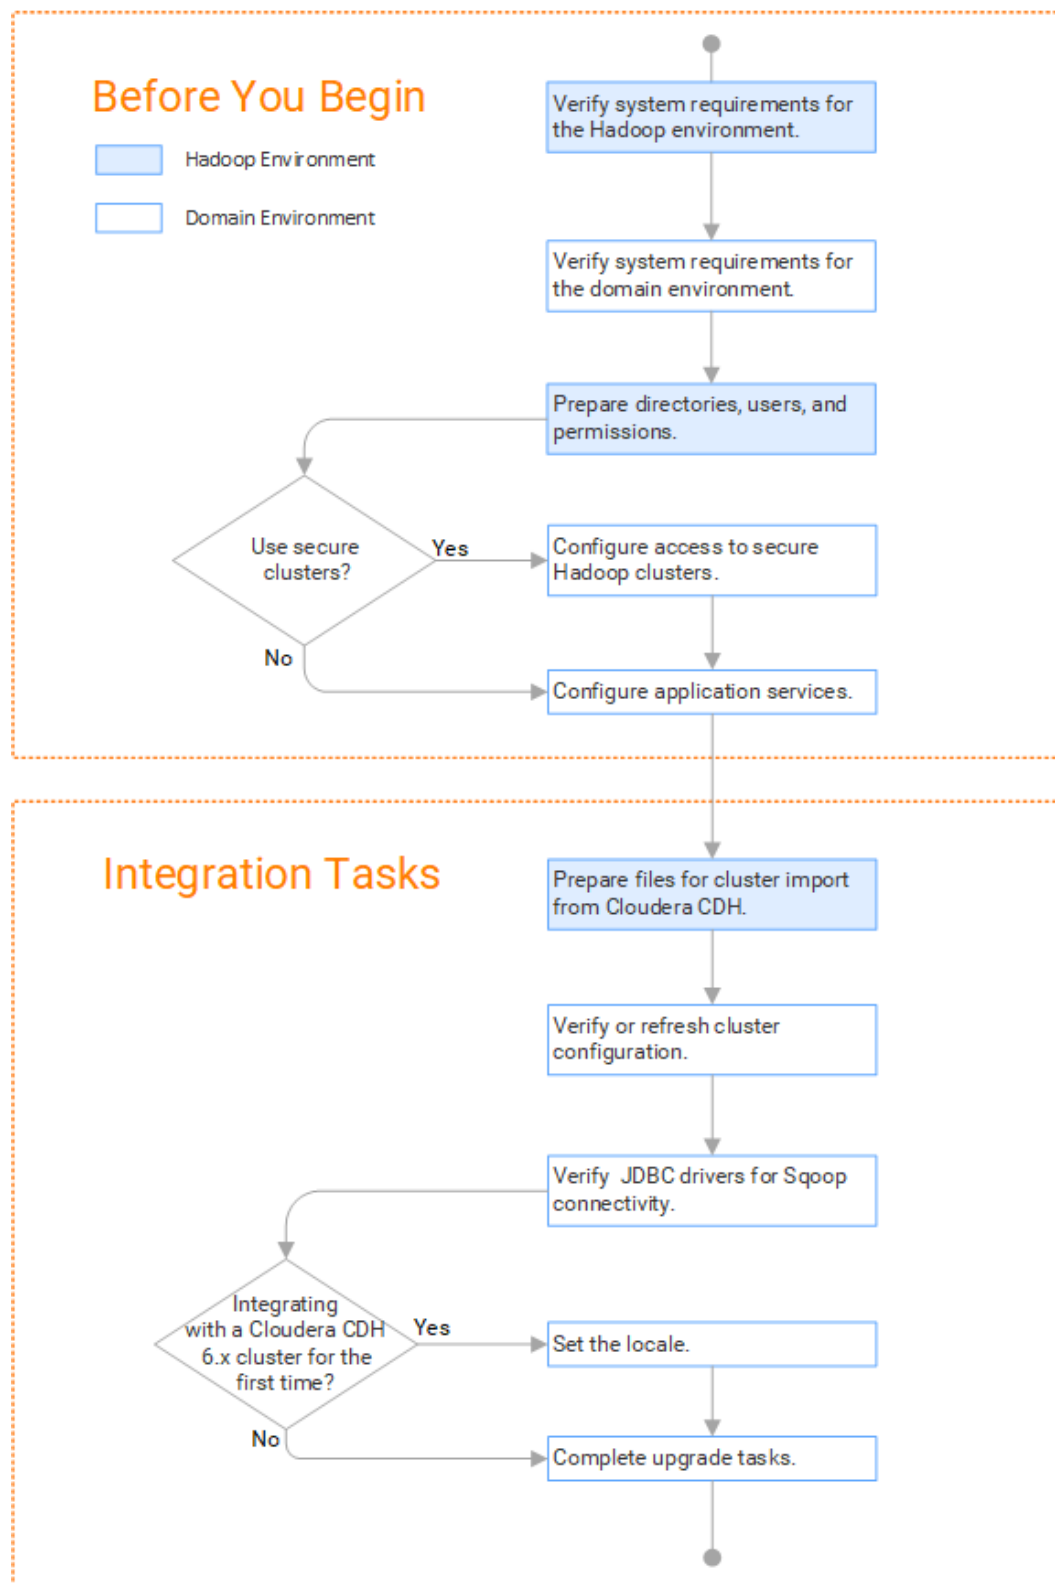 Before You Begin
Hadoop Environment
Domain Environment
Verify system requirements for
the Hadoop environment.
Verify system requirements for
the domain environment.
Prepare directories, users, and
permissions.
Use secure
clusters?
Yes
Configure access to secure
Hadoop clusters.
No
Configure application services.
Integration Tasks
Prepare files for cluster import
from Cloudera CDH.
Verify or refresh cluster
configuration.
Verify JDBC drivers for Sqoop
connectivity.
Integrating
with a Cloudera CDH
6.x cluster for the
first time?
Yes
Set the locale.
No
Complete upgrade tasks.